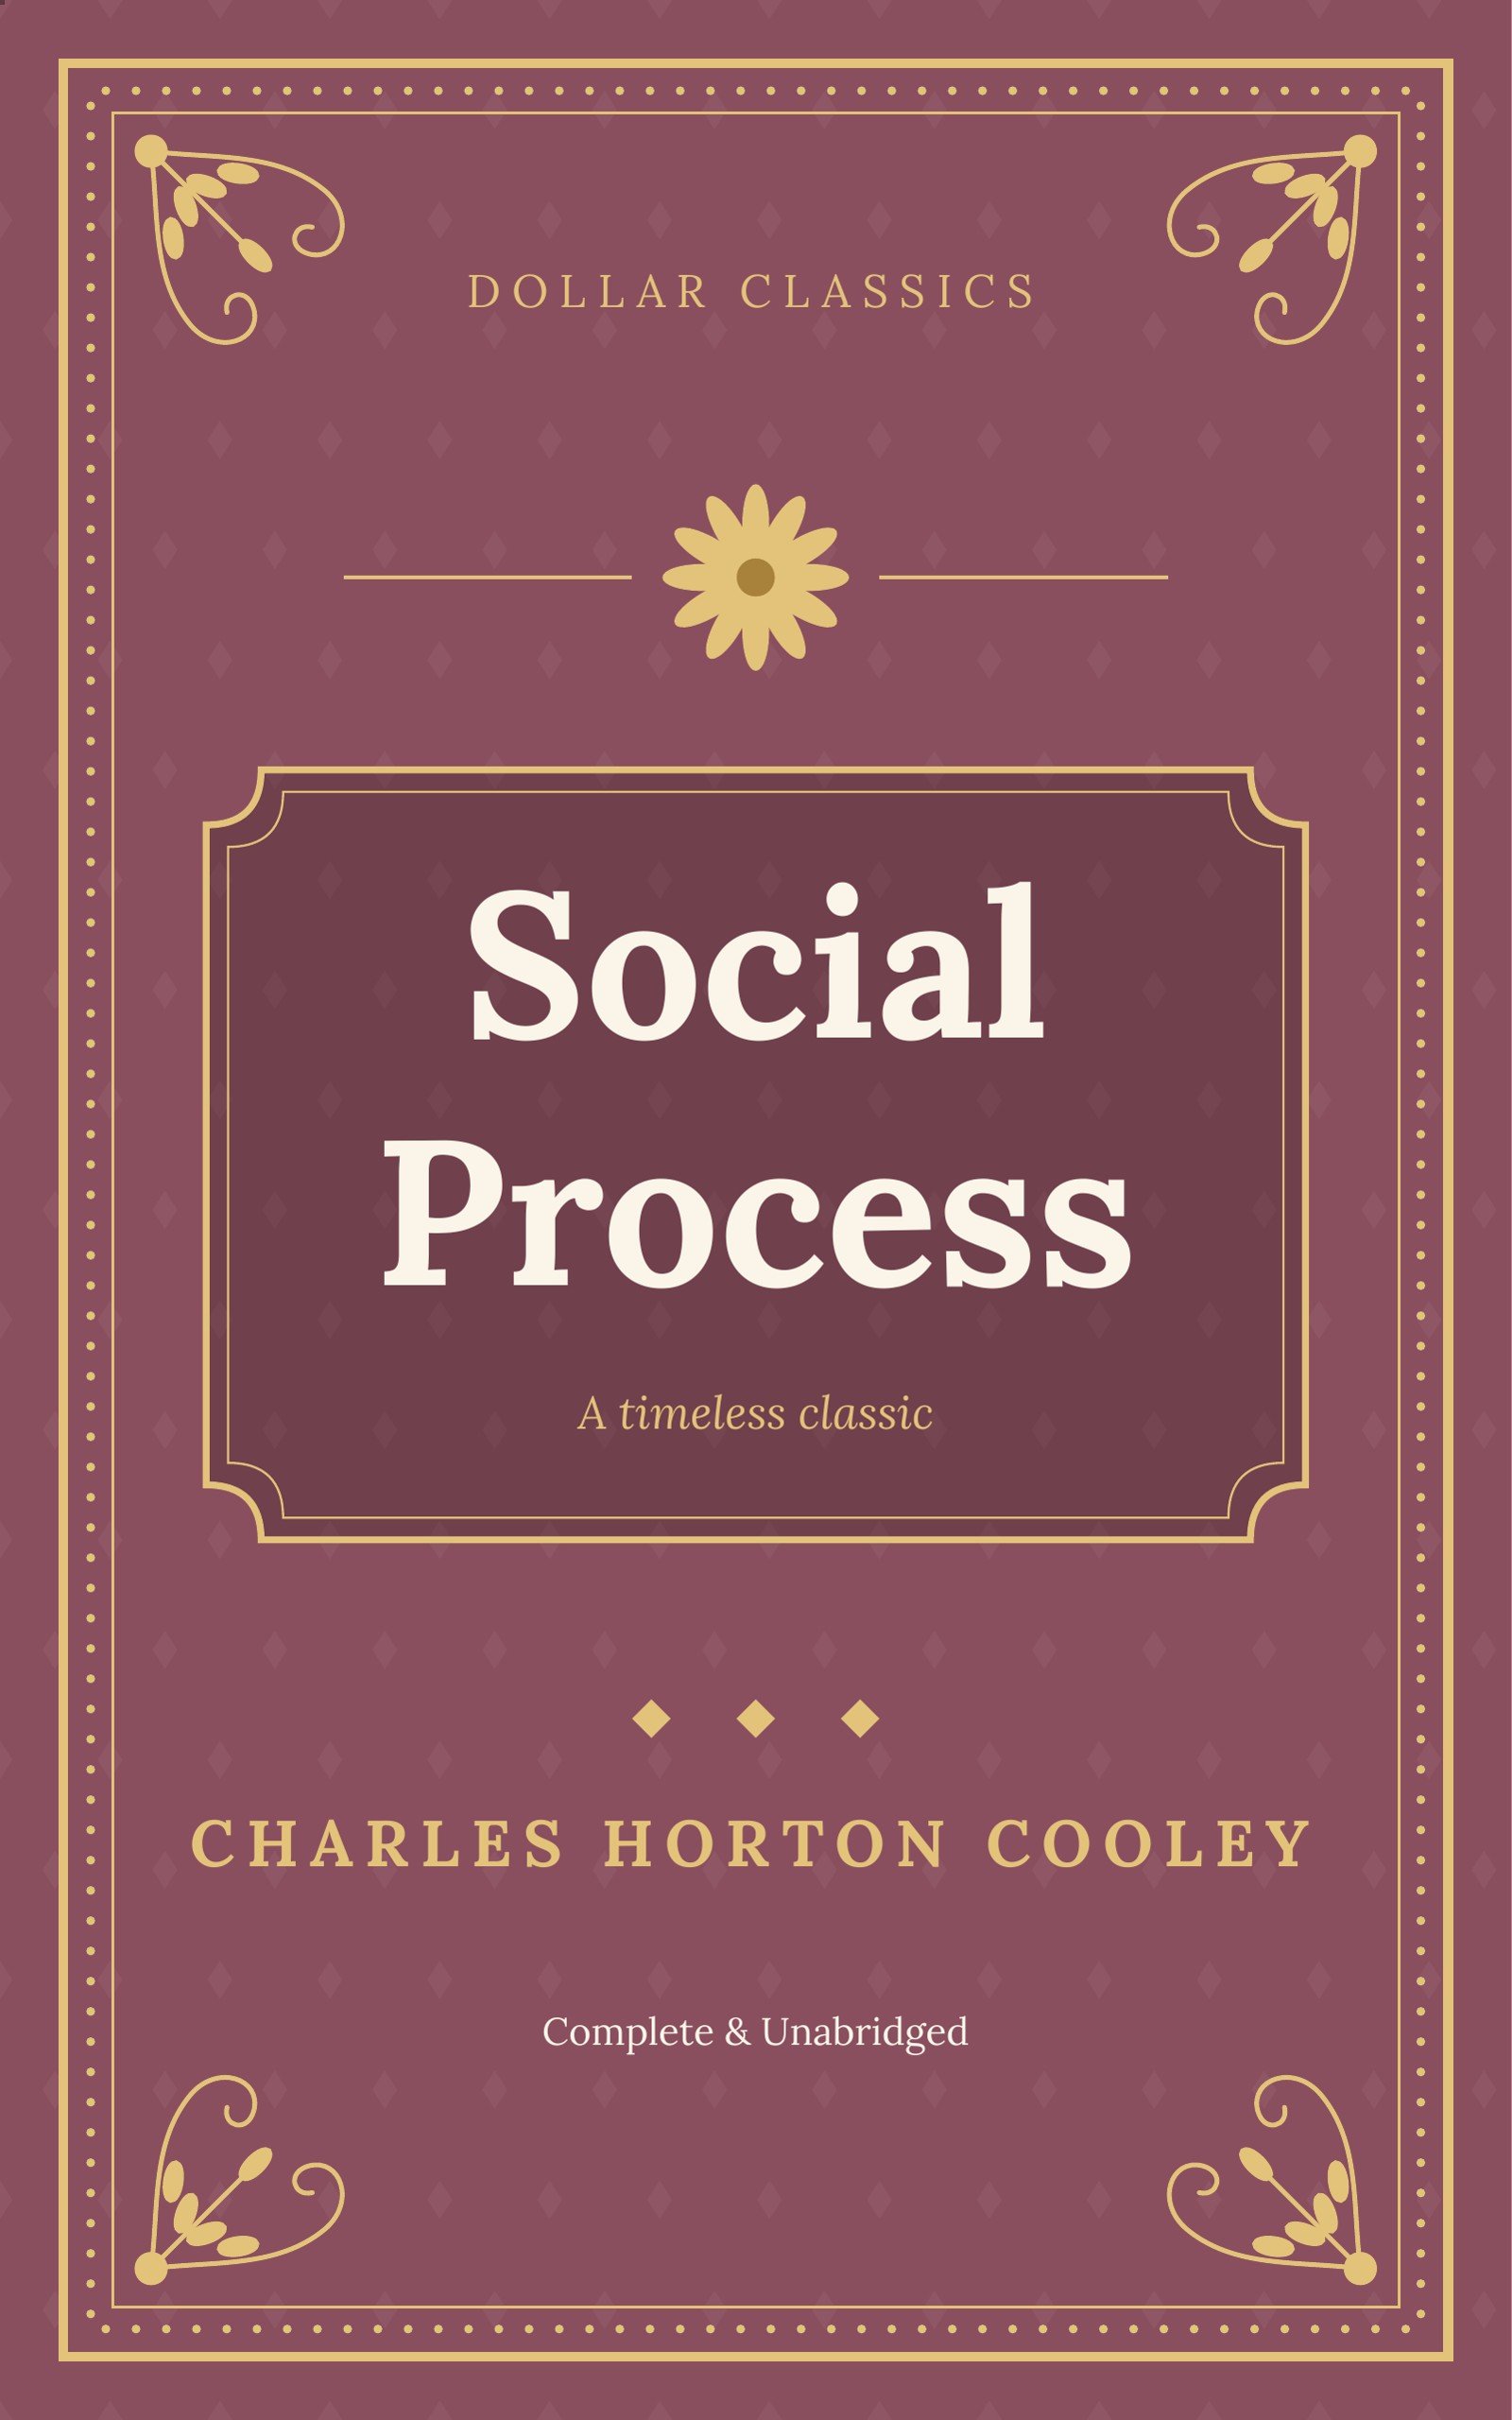 DOLLAR CLASSICS
Social
Process
A timeless classic
CHARLES HORTON COOLEY
Complete & Unabridged